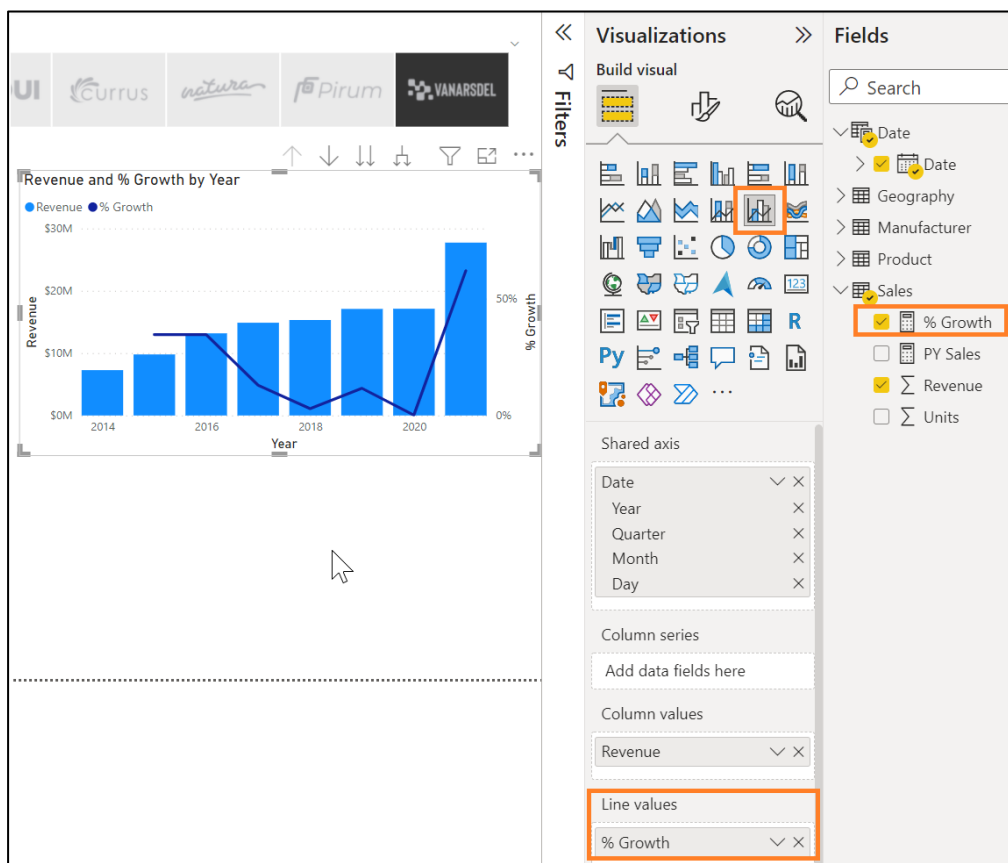 UI
Currus
natura
Pirum
VANARSDEL
Revenue and % Growth by Year
Revenue % Growth
$30M
$20M
$10M
$0M
Revenue
50%
0%
% Growth
2014 2016 2018 2020
Year
Filters
Visualizations
Build visual
123
R
Py
Shared axis
Date
Year
Quarter
Month
Day
Column series
Add data fields here
Column values
Revenue
Line values
% Growth
Fields
Search
Date
Date
Geography
Manufacturer
Product
Sales
% Growth
PY Sales
Revenue
Units